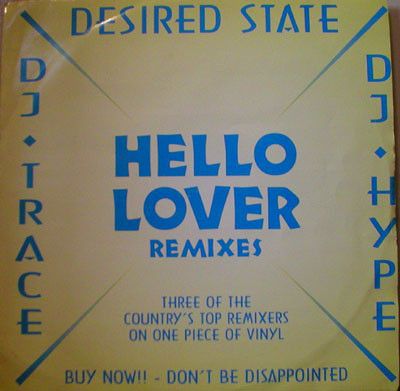 DESIRED STATE
DJ · TRACE
DJ · HYPE
HELLO
LOVER
REMIXES
THREE OF THE
COUNTRY'S TOP REMIXERS
ON ONE PIECE OF VINYL
BUY NOW!! - DON'T BE DISAPPOINTED